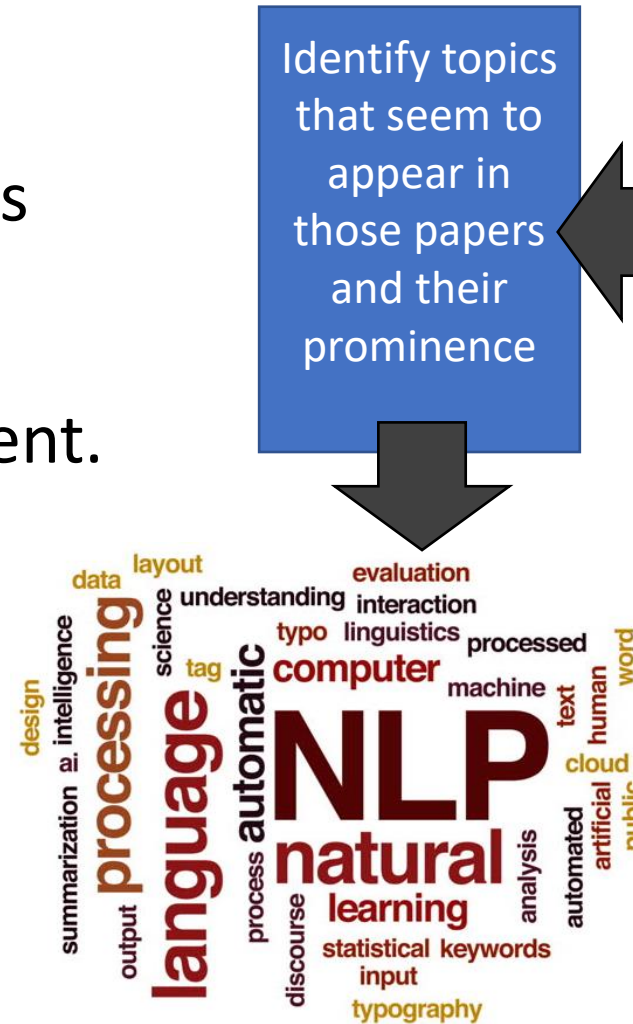 s
ent.
Identify topics
that seem to
appear in
those papers
and their
prominence
layout
data
evaluation
understanding
interaction
science
typo
linguistics
processed
word
intelligence
processing
tag
computer
machine
text
human
design
ai.
language
automatic
NLP
cloud
summarization
artificial
public
natural
analysis
automated
process
output
learning
discourse
statistical
keywords
input
typography